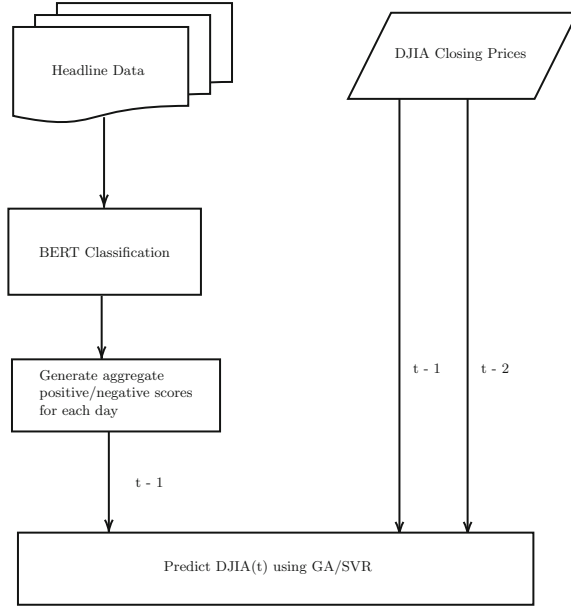 Headline Data
DJIA Closing Prices
BERT Classification
Generate aggregate
positive/negative scores
for each day
t - 1
t - 1
t - 2
Predict DJIA(t) using GA/SVR